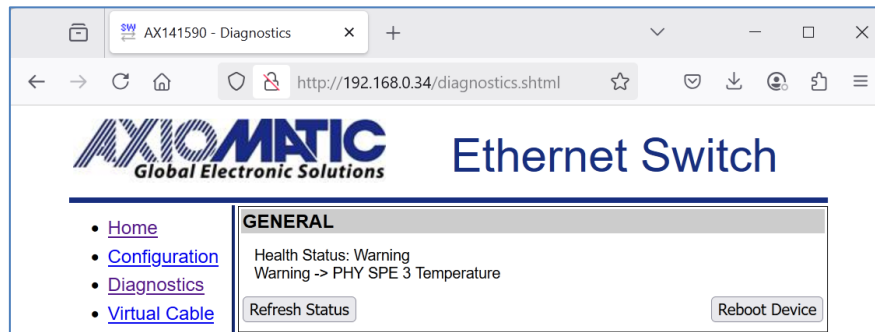 AX141590 - Diagnostics
http://192.168.0.34/diagnostics.shtml
AXIOMATIC
Global Electronic Solutions
Ethernet Switch
Home
Configuration
Diagnostics
Virtual Cable
GENERAL
Health Status: Warning
Warning -> PHY SPE 3 Temperature
Refresh Status
Reboot Device